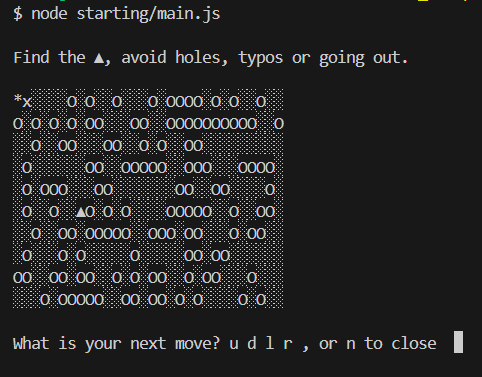 $ node starting/main.js
Find the ▲, avoid holes, typos or going out.
*x░░░░O░O░░O░░░O░OOOO░O░O░░O░░
O░O░O░O░OO░░░OO░░OOOOOOOOOO░░O
░░O░░OO░░░OO░░O░O░░OO░░░░░░░░░
░O░░░░░░OO░░OOOOO░░OOO░░░OOOO░
░O░OOO░░░OO░░░░░░░OO░░OO░░░░O░
░O░░O░░▲O░O░O░░░░OOOOO░░O░░OO░
░░O░░OO░OOOOO░░OOO░OO░░░O░OO░░
░O░░░O░O░░░░░O░░░░░OO░OO░░░░░░
OO░░OO░OO░░O░O░OO░░O░OO░░░O░░░
░░░O░OOOOO░░OO░OO░O░O░░░░O░O░░
What is your next move? u d l r , or n to close